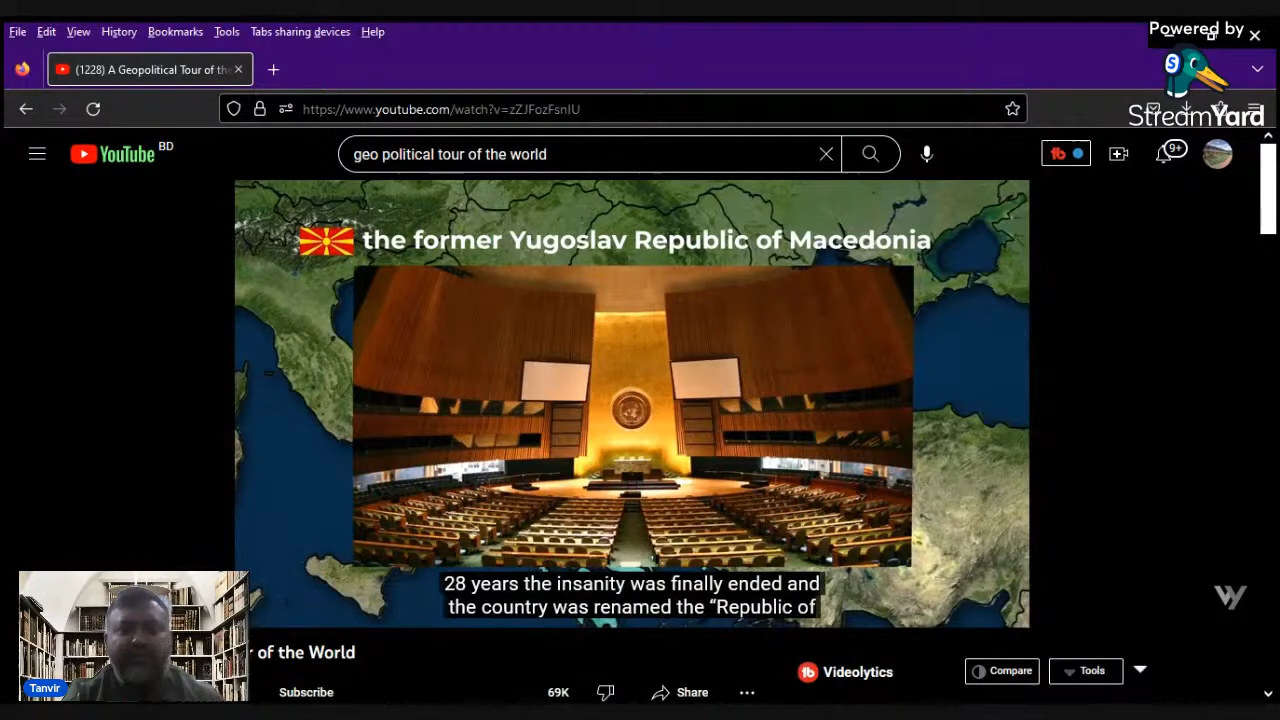 File Edit View History Bookmarks Tools Tabs sharing devices Help
Powered by
StreamYard
(1228) A Geopolitical Tour of the
https://www.youtube.com/watch?v=zZJFozFsnIU
YouTube BD
geo political tour of the world
9+
the former Yugoslav Republic of Macedonia
28 years the insanity was finally ended and
the country was renamed the “Republic of
of the World
Videolytics
Compare
Tools
Tanvir
Subscribe
69K
Share